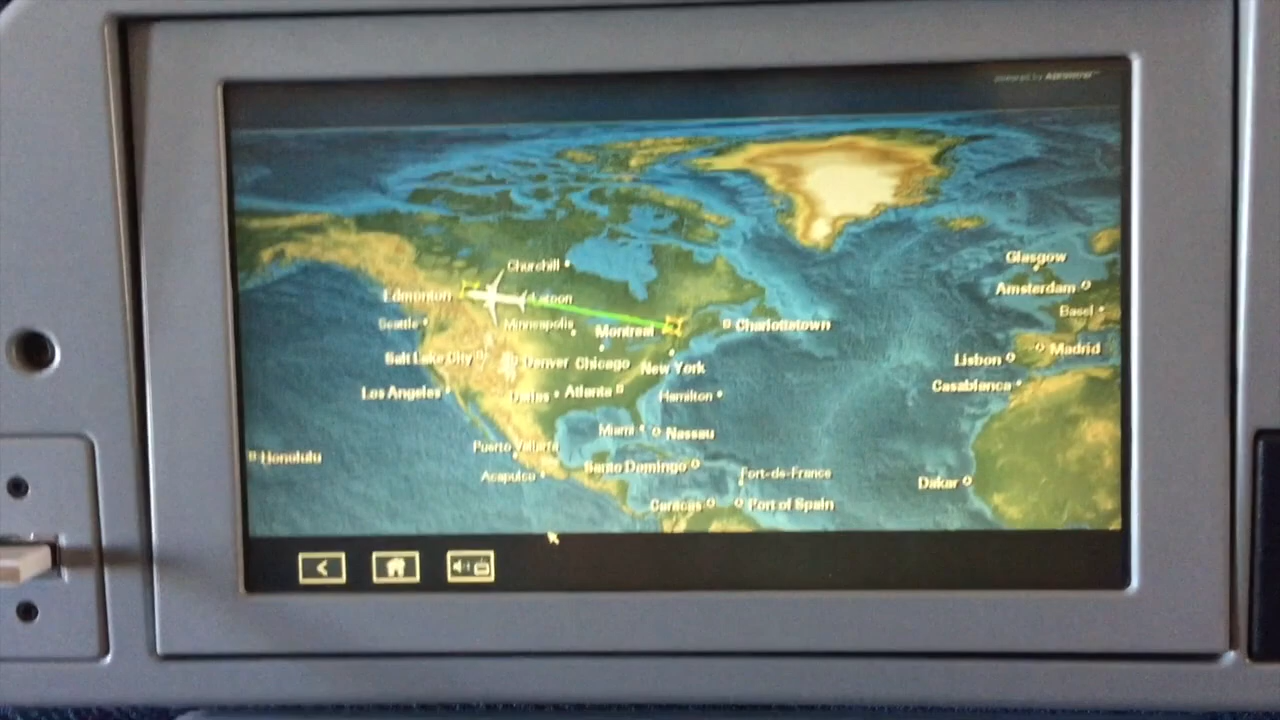 powered by
Churchill
Glasgow
Edmonton
Amsterdam
Seattle
Minneapolis
Montreal
Charlottetown
Basel
Salt Lake City
Denver
Chicago
New York
Lisbon
Madrid
Los Angeles
Dallas
Atlanta
Hamilton
Casablanca
Miami
Nassau
Honolulu
Puerto Vallarta
Acapulco
Santo Domingo
Fort-de-France
Dakar
Caracas
Port of Spain